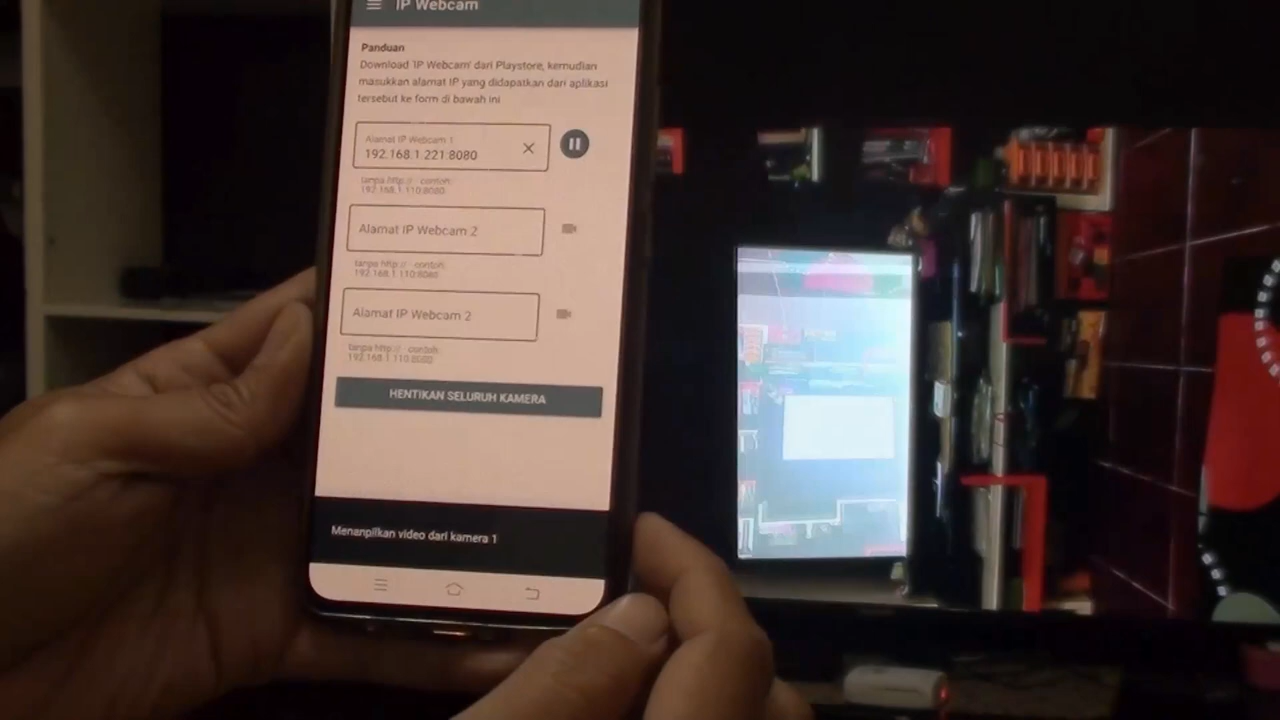 IP Webcam
Panduan
Download 'IP Webcam' dari Playstore, kemudian
masukkan alamat IP yang didapatkan dari aplikasi
tersebut ke form di bawah ini
Alamat IP Webcam 1
192.168.1.221:8080
tanpa http:// - contoh:
192.168.1.110:8080
Alamat IP Webcam 2
tanpa http:// - contoh:
192.168.1.110:8080
Alamat IP Webcam 2
tanpa http:// - contoh:
192.168.1.110:8080
HENTIKAN SELURUH KAMERA
Menanpilkan video dari kamera 1